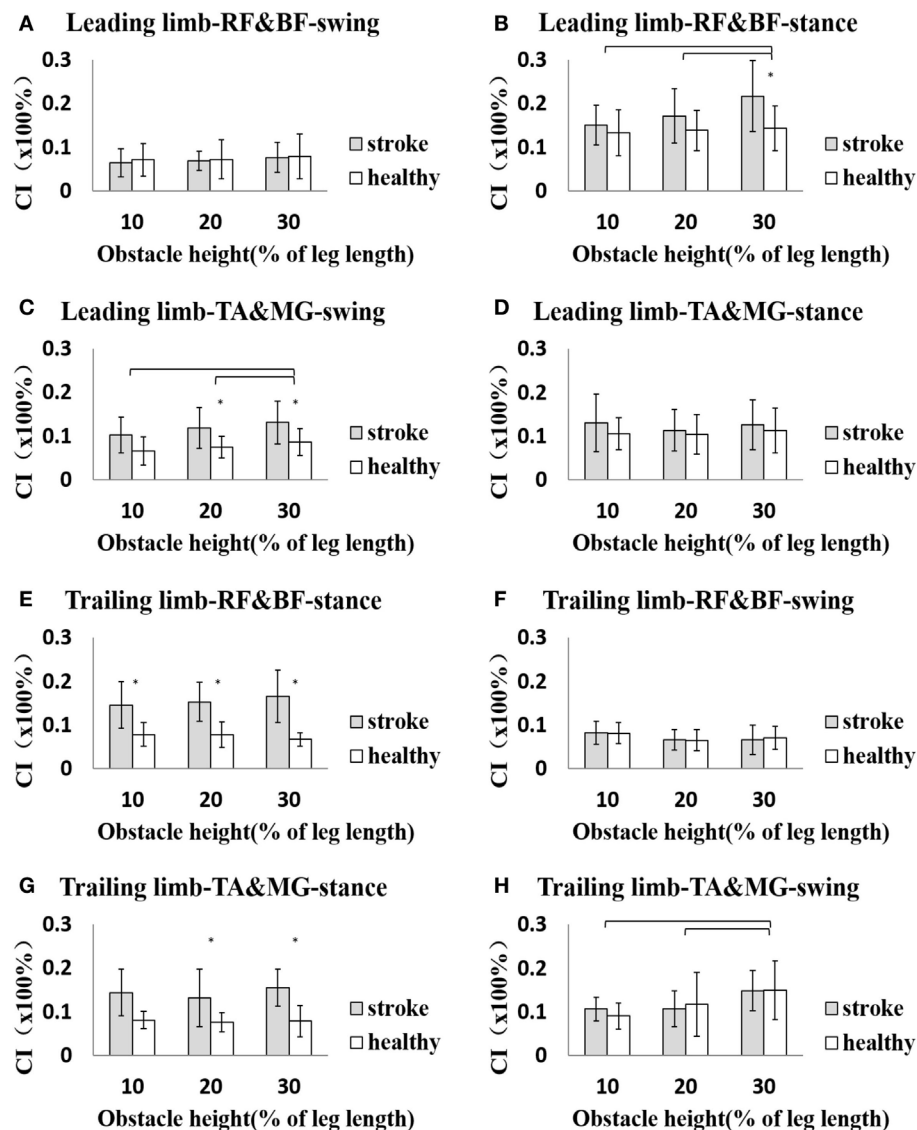 A Leading limb-RF&BF-swing
0.3
0.2
0.1
0
CI（x100%）
stroke
healthy
10 20 30
Obstacle height(% of leg length)
B Leading limb-RF&BF-stance
0.3
0.2
0.1
0
CI（x100%）
*
stroke
healthy
10 20 30
Obstacle height(% of leg length)
C Leading limb-TA&MG-swing
0.3
0.2
0.1
0
CI（x100%）
* *
stroke
healthy
10 20 30
Obstacle height(% of leg length)
D Leading limb-TA&MG-stance
0.3
0.2
0.1
0
CI（x100%）
stroke
healthy
10 20 30
Obstacle height(% of leg length)
E Trailing limb-RF&BF-stance
0.3
0.2
0.1
0
CI（x100%）
* * *
stroke
healthy
10 20 30
Obstacle height(% of leg length)
F Trailing limb-RF&BF-swing
0.3
0.2
0.1
0
CI（x100%）
stroke
healthy
10 20 30
Obstacle height(% of leg length)
G Trailing limb-TA&MG-stance
0.3
0.2
0.1
0
CI（x100%）
* *
stroke
healthy
10 20 30
Obstacle height(% of leg length)
H Trailing limb-TA&MG-swing
0.3
0.2
0.1
0
CI（x100%）
stroke
healthy
10 20 30
Obstacle height(% of leg length)